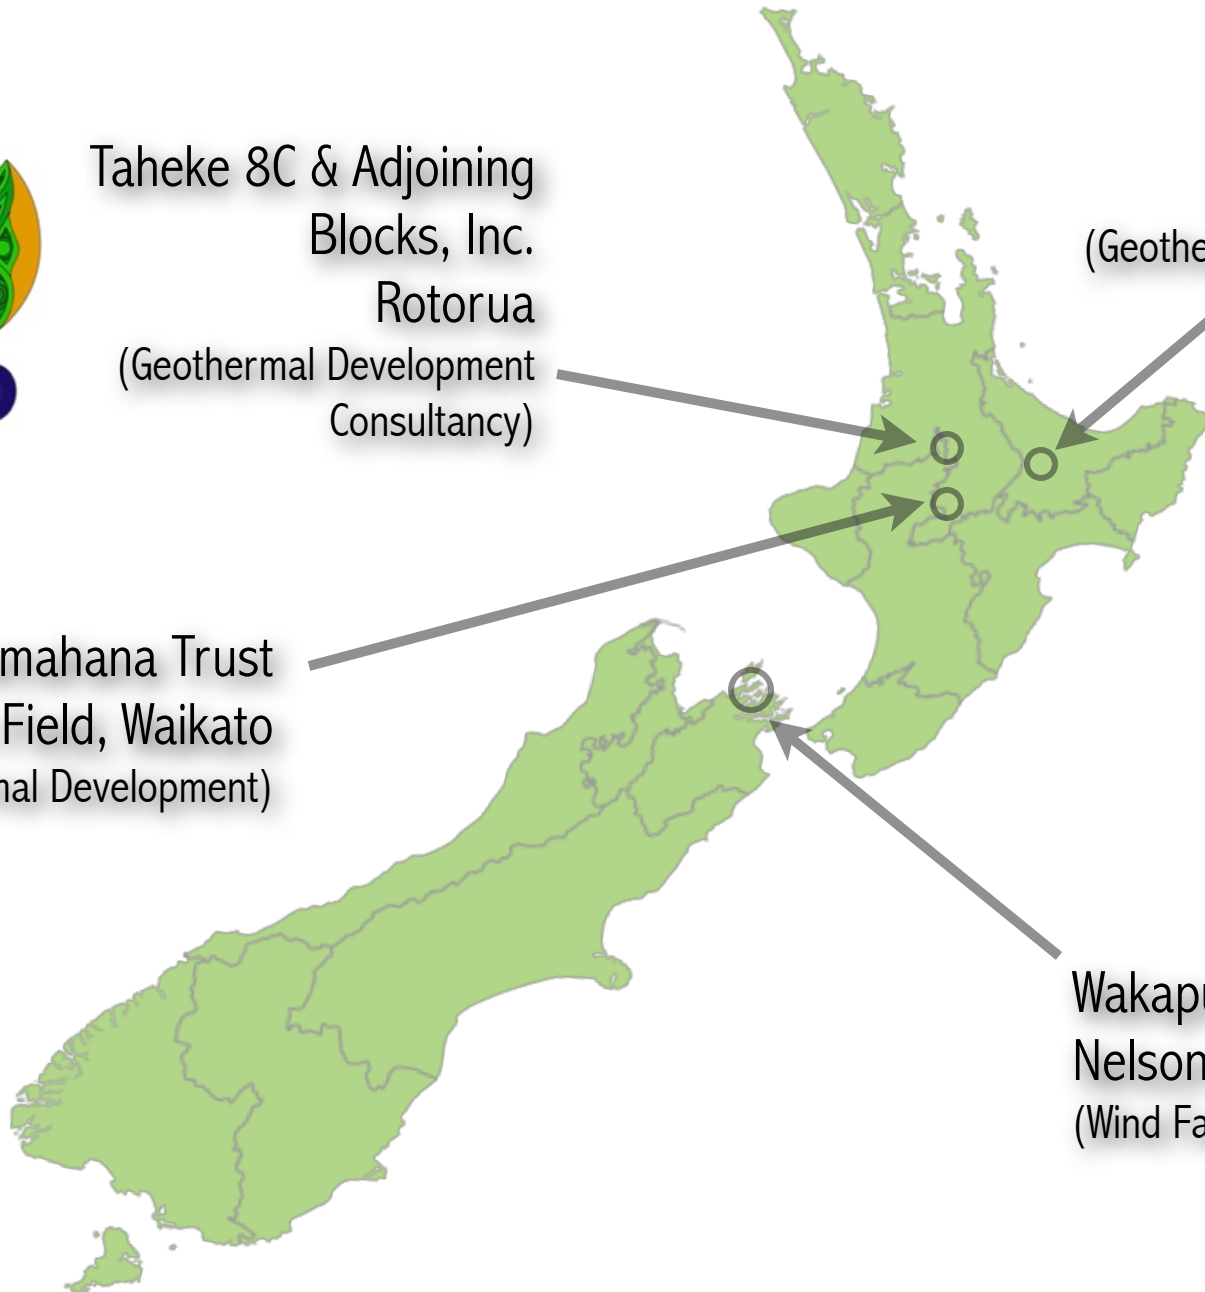 Taheke 8C & Adjoining
Blocks, Inc.
Rotorua
(Geothermal Development
Consultancy)
(Geothe
mahana Trust
Field, Waikato
nal Development)
Wakapu
Nelson
(Wind Fa